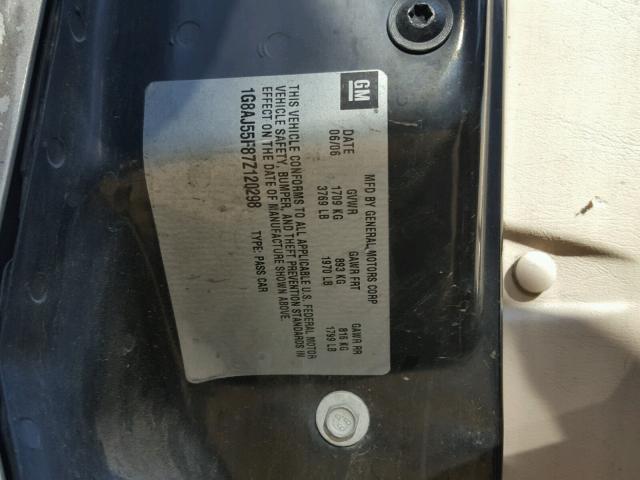 GM
MFD BY GENERAL MOTORS CORP
DATE GVWR GAWR FRT GAWR RR
06/06 1709 KG 893 KG 816 KG
3769 LB 1970 LB 1799 LB
THIS VEHICLE CONFORMS TO ALL APPLICABLE U.S. FEDERAL MOTOR
VEHICLE SAFETY, BUMPER, AND THEFT PREVENTION STANDARDS IN
EFFECT ON THE DATE OF MANUFACTURE SHOWN ABOVE.
1G8AJ55F87Z120298 TYPE: PASS CAR